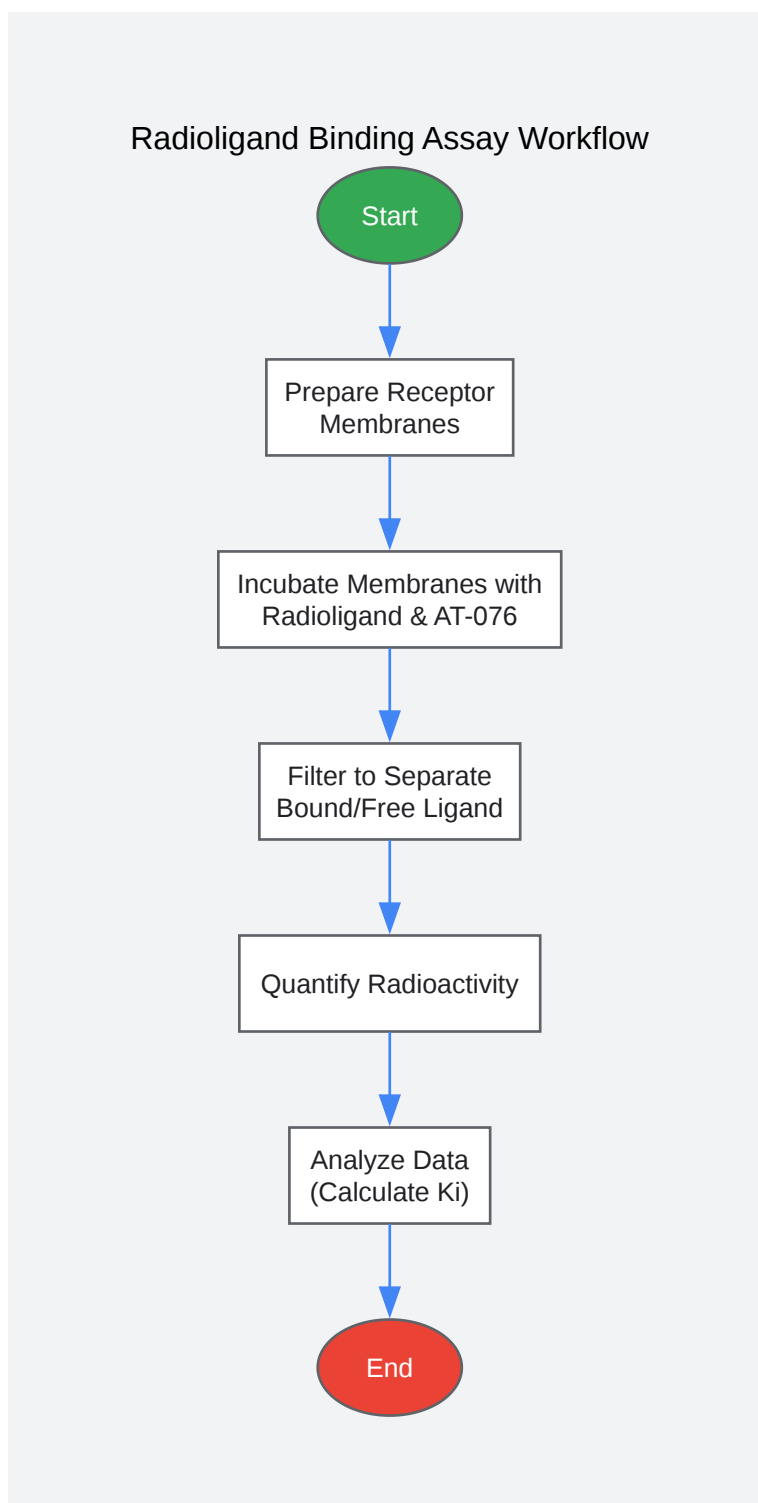 Radioligand Binding Assay Workflow
Start
Prepare Receptor
Membranes
Incubate Membranes with
Radioligand & AT-076
Filter to Separate
Bound/Free Ligand
Quantify Radioactivity
Analyze Data
(Calculate Ki)
End